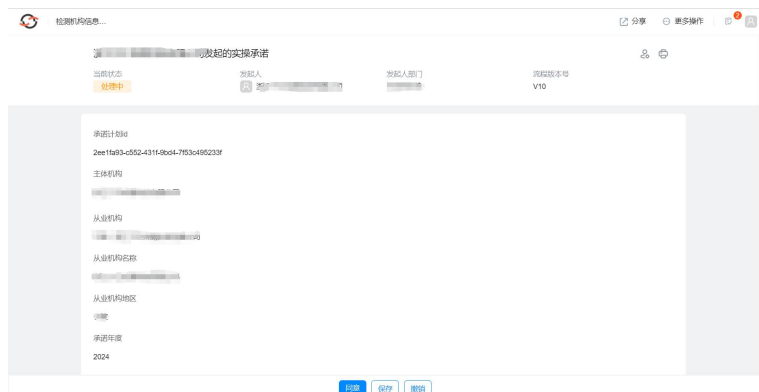 检测机构信息...
分享
更多操作
2
发起的实操承诺
当前状态
发起人
发起人部门
流程版本号
处理中
V10
承诺计划id
2ee1fa93-c552-431f-9bd4-7f53c495233f
主体机构
从业机构
从业机构名称
从业机构地区
承诺年度
2024
同意
保存
撤销